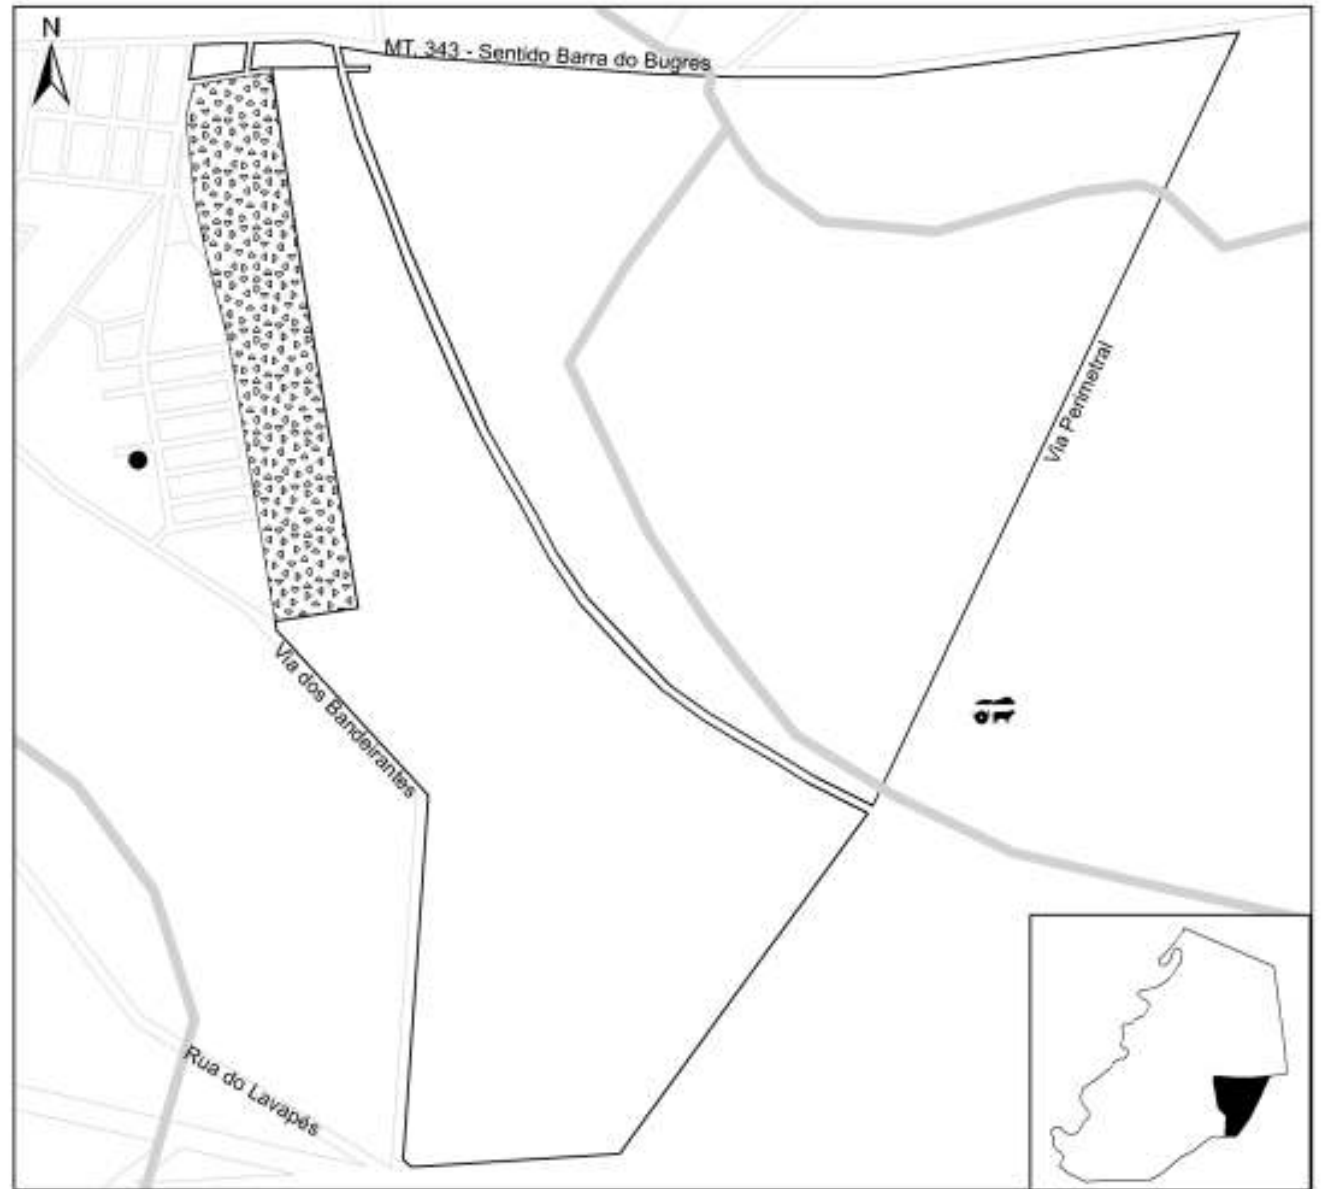 N
MT. 343 - Sentido Barra do Bugres
Via Perimetral
Via dos Bandeirantes
Rua do Lavapés